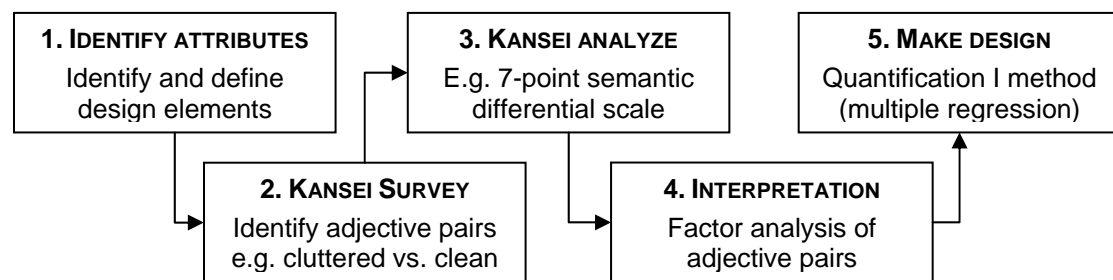 1. IDENTIFY ATTRIBUTES
Identify and define
design elements
2. KANSEI SURVEY
Identify adjective pairs
e.g. cluttered vs. clean
3. KANSEI ANALYZE
E.g. 7-point semantic
differential scale
4. INTERPRETATION
Factor analysis of
adjective pairs
5. MAKE DESIGN
Quantification I method
(multiple regression)